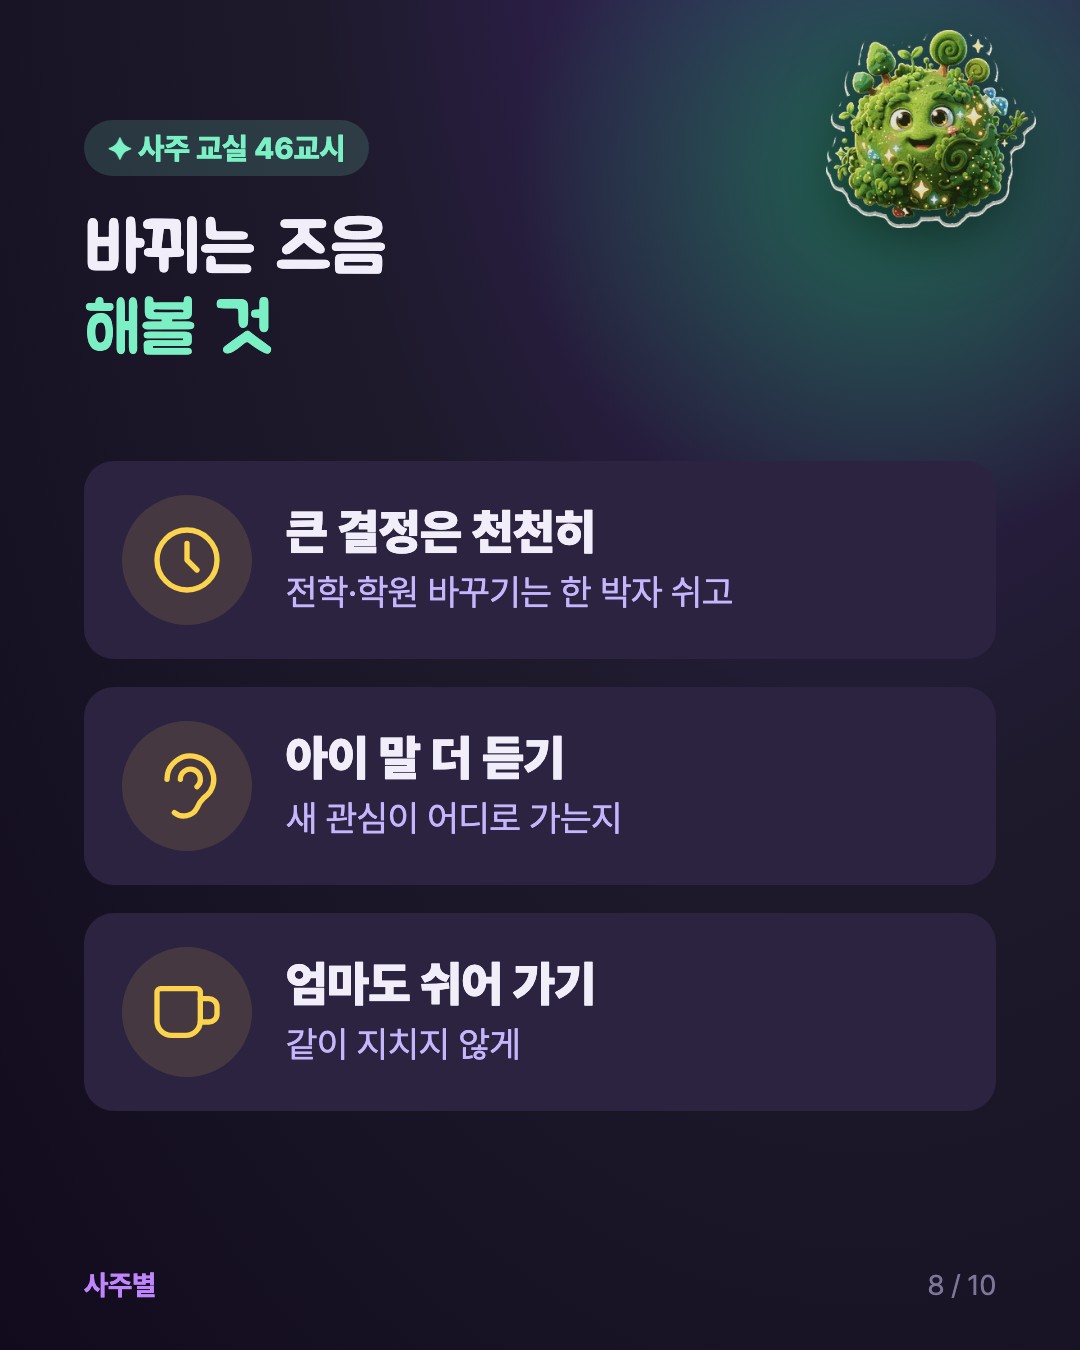 사주 교실 46교시
바뀌는 즈음
해볼 것
큰 결정은 천천히
전학·학원 바꾸기는 한 박자 쉬고
아이 말 더 듣기
새 관심이 어디로 가는지
엄마도 쉬어 가기
같이 지치지 않게
사주별
8 / 10